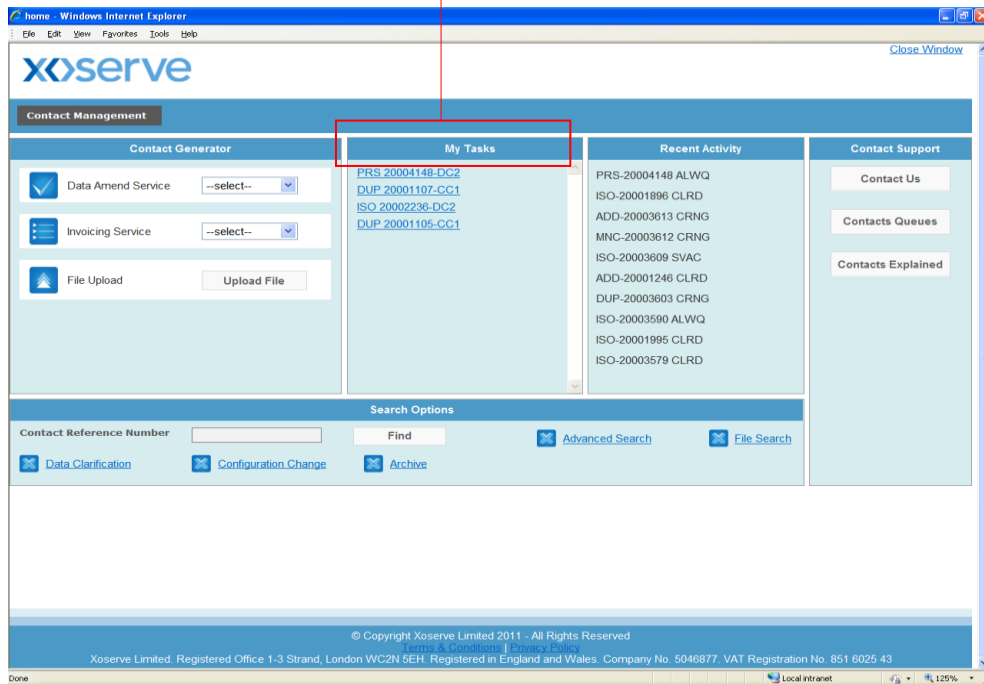 home - Windows Internet Explorer
File Edit View Favorites Tools Help
Close Window
xoserve
Contact Management
Contact Generator
Data Amend Service --select--
Invoicing Service --select--
File Upload Upload File
My Tasks
PRS 20004148-DC2
DUP 20001107-CC1
ISO 20002236-DC2
DUP 20001105-CC1
Recent Activity
PRS-20004148 ALWQ
ISO-20001896 CLRD
ADD-20003613 CRNG
MNC-20003612 CRNG
ISO-20003609 SVAC
ADD-20001246 CLRD
DUP-20003603 CRNG
ISO-20003590 ALWQ
ISO-20001995 CLRD
ISO-20003579 CLRD
Contact Support
Contact Us
Contacts Queues
Contacts Explained
Search Options
Contact Reference Number Find Advanced Search File Search
Data Clarification Configuration Change Archive
© Copyright Xoserve Limited 2011 - All Rights Reserved
Terms & Conditions | Privacy Policy
Xoserve Limited. Registered Office 1-3 Strand, London WC2N 5EH. Registered in England and Wales. Company No. 5046877. VAT Registration No. 851 6025 43
Done Local intranet 125%